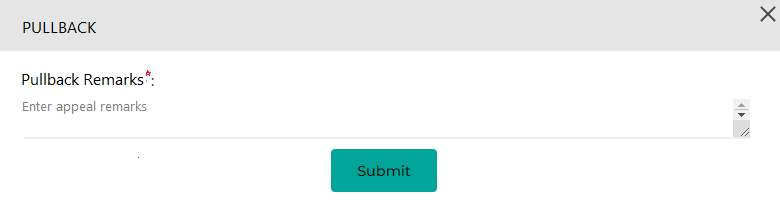 PULLBACK
Pullback Remarks*:
Enter appeal remarks
Submit